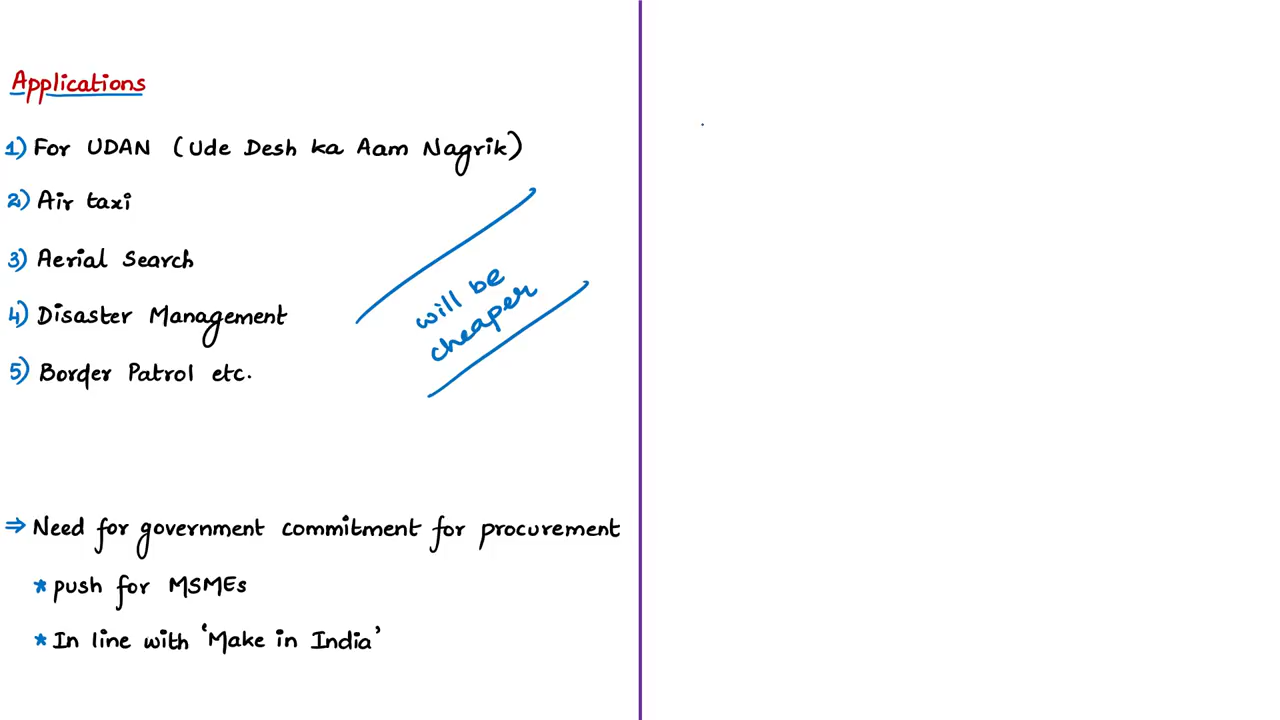 Applications
1) For UDAN (Ude Desh ka Aam Nagrik)
2) Air taxi
3) Aerial Search
4) Disaster Management
5) Border Patrol etc.
will be
cheaper
⇒ Need for government commitment for procurement
* push for MSMEs
* In line with 'Make in India'